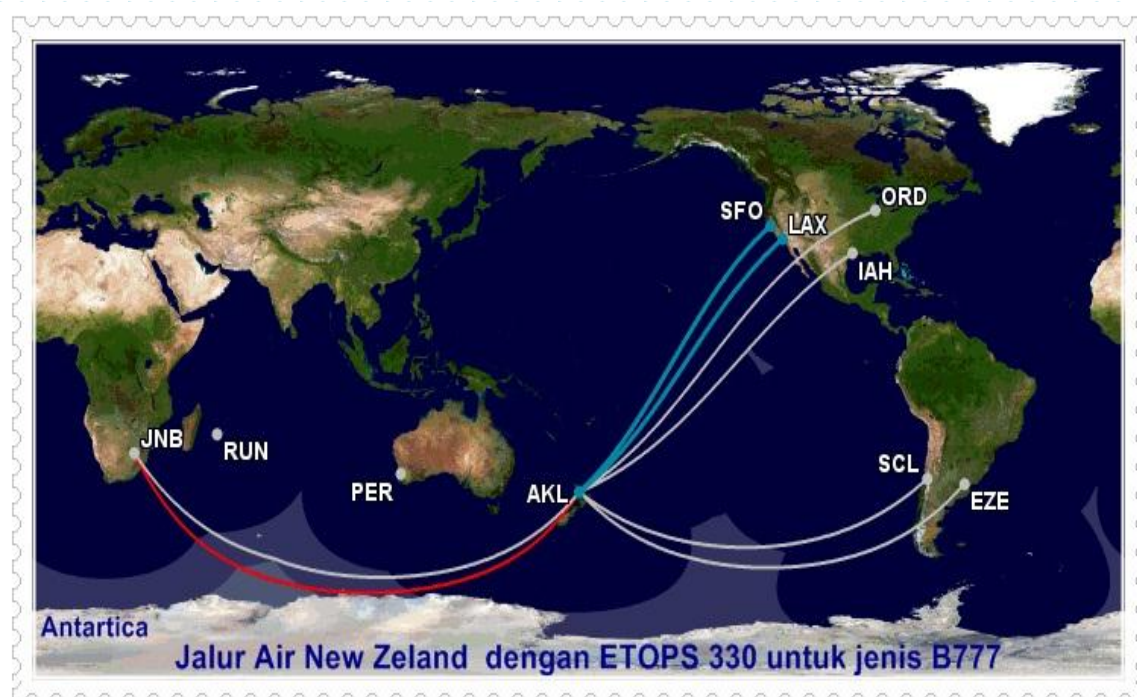 ORD
SFO
LAX
IAH
JNB
RUN
SCL
PER
AKL
EZE
Antartica
Jalur Air New Zeland dengan ETOPS 330 untuk jenis B777